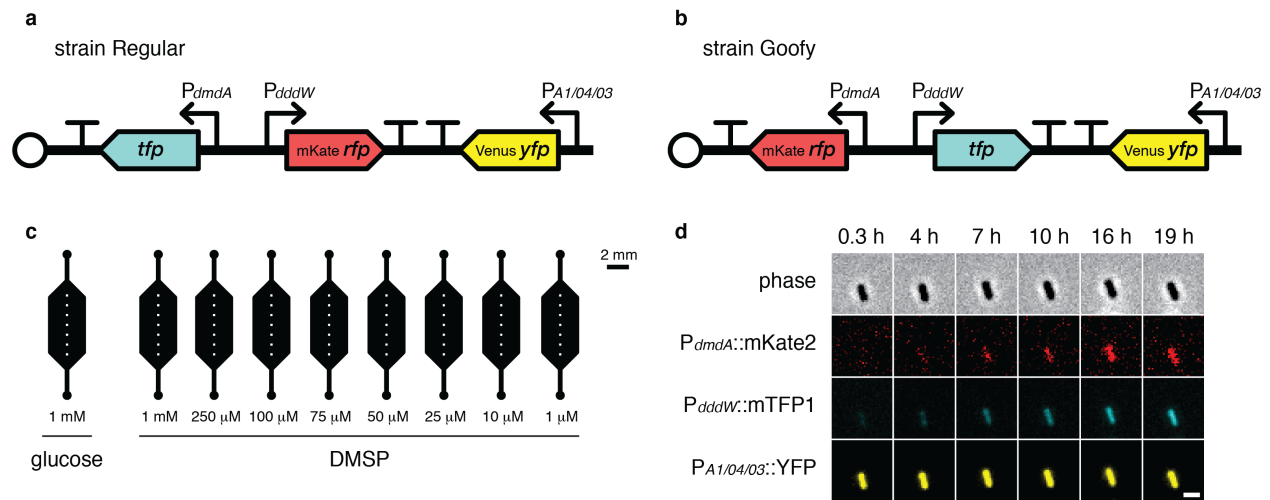 a
strain Regular
PdmdA PdddW PA1/04/03
tfp mKate rfp Venus yfp
b
strain Goofy
PdmdA PdddW PA1/04/03
mKate rfp tfp Venus yfp
c
2 mm
1 mM 1 mM 250 μM 100 μM 75 μM 50 μM 25 μM 10 μM 1 μM
glucose DMSP
d
0.3 h 4 h 7 h 10 h 16 h 19 h
phase
PdmdA::mKate2
PdddW::mTFP1
PA1/04/03::YFP